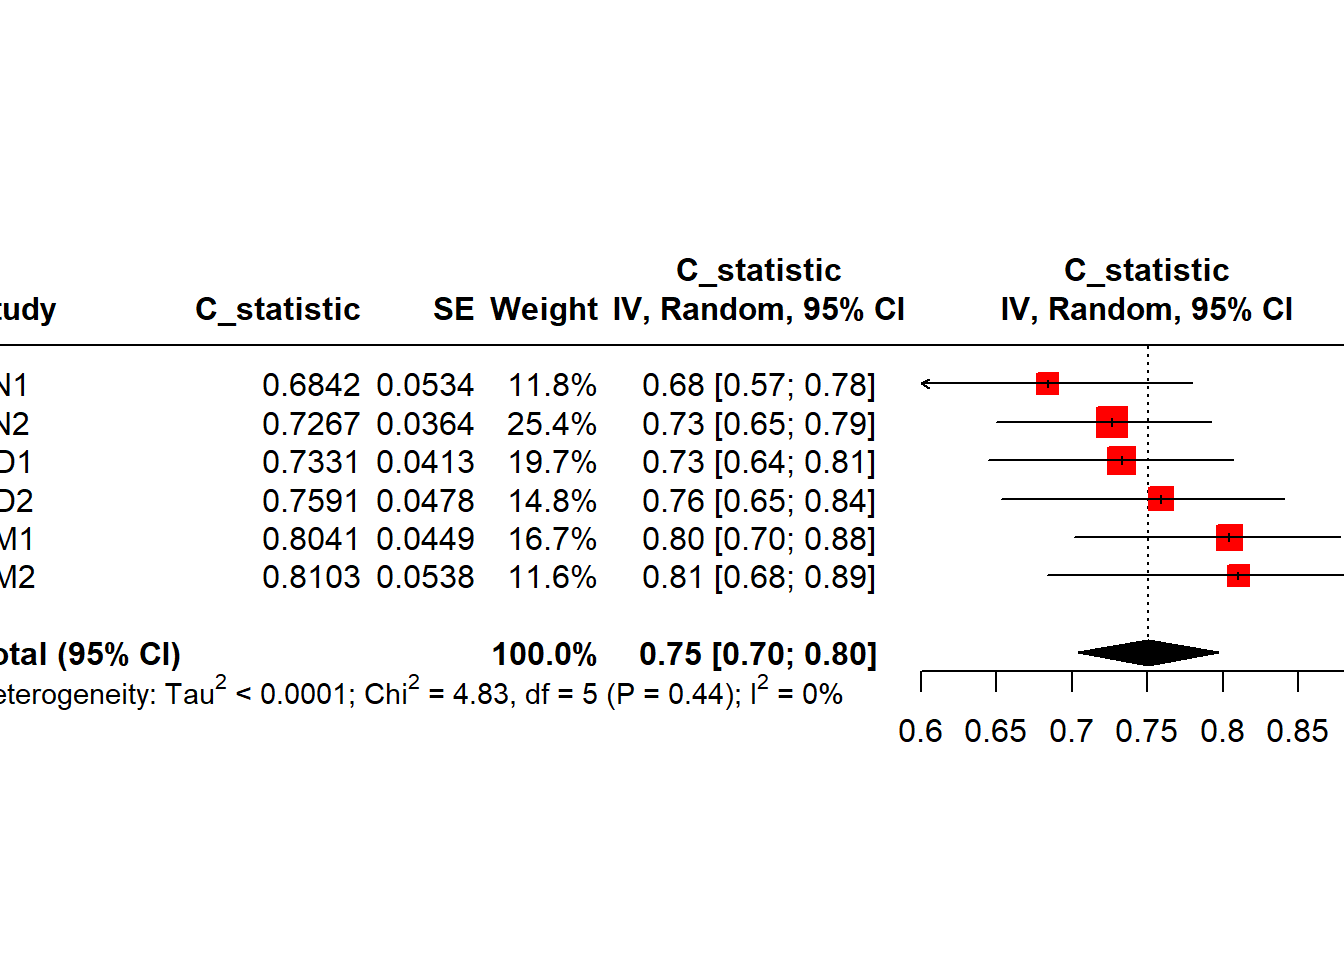 C_statistic C_statistic
tudy C_statistic SE Weight IV, Random, 95% CI IV, Random, 95% CI
N1 0.6842 0.0534 11.8% 0.68 [0.57; 0.78]
N2 0.7267 0.0364 25.4% 0.73 [0.65; 0.79]
D1 0.7331 0.0413 19.7% 0.73 [0.64; 0.81]
D2 0.7591 0.0478 14.8% 0.76 [0.65; 0.84]
M1 0.8041 0.0449 16.7% 0.80 [0.70; 0.88]
M2 0.8103 0.0538 11.6% 0.81 [0.68; 0.89]
otal (95% CI) 100.0% 0.75 [0.70; 0.80]
eterogeneity: Tau² < 0.0001; Chi² = 4.83, df = 5 (P = 0.44); I² = 0%
0.6 0.65 0.7 0.75 0.8 0.85